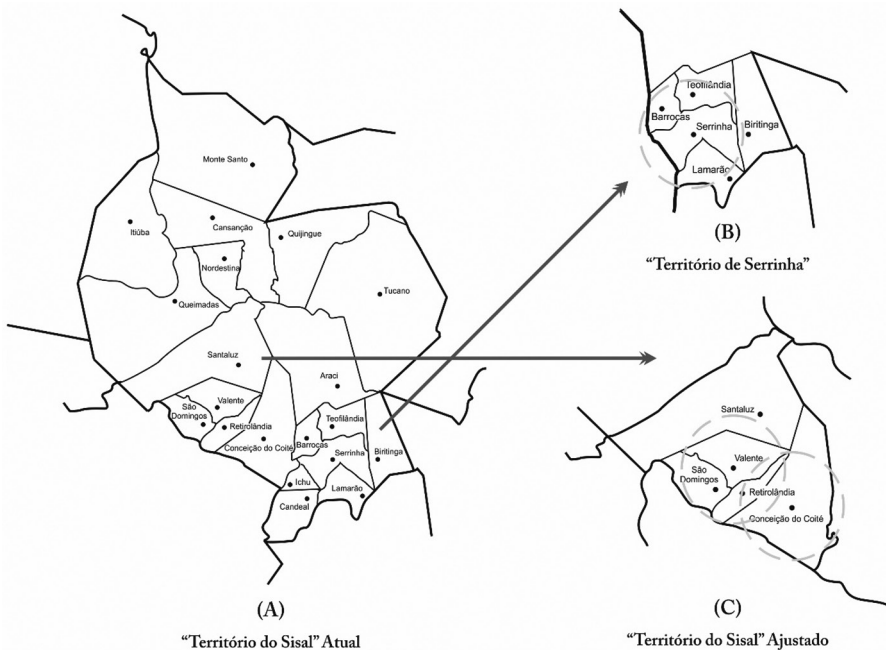 Monte Santo
Itiúba
Cansanção
Quijingue
Nordestina
Queimadas
Tucano
Santaluz
Araci
São
Domingos
Valente
Retirolândia
Conceição do Coité
Teofilândia
Barrocas
Serrinha
Biritinga
Ichu
Candeal
Lamarão
(A)
“Território do Sisal” Atual
Teofilândia
Barrocas
Serrinha
Biritinga
Lamarão
(B)
“Território de Serrinha”
Santaluz
Valente
São
Domingos
Retirolândia
Conceição do Coité
(C)
“Território do Sisal” Ajustado